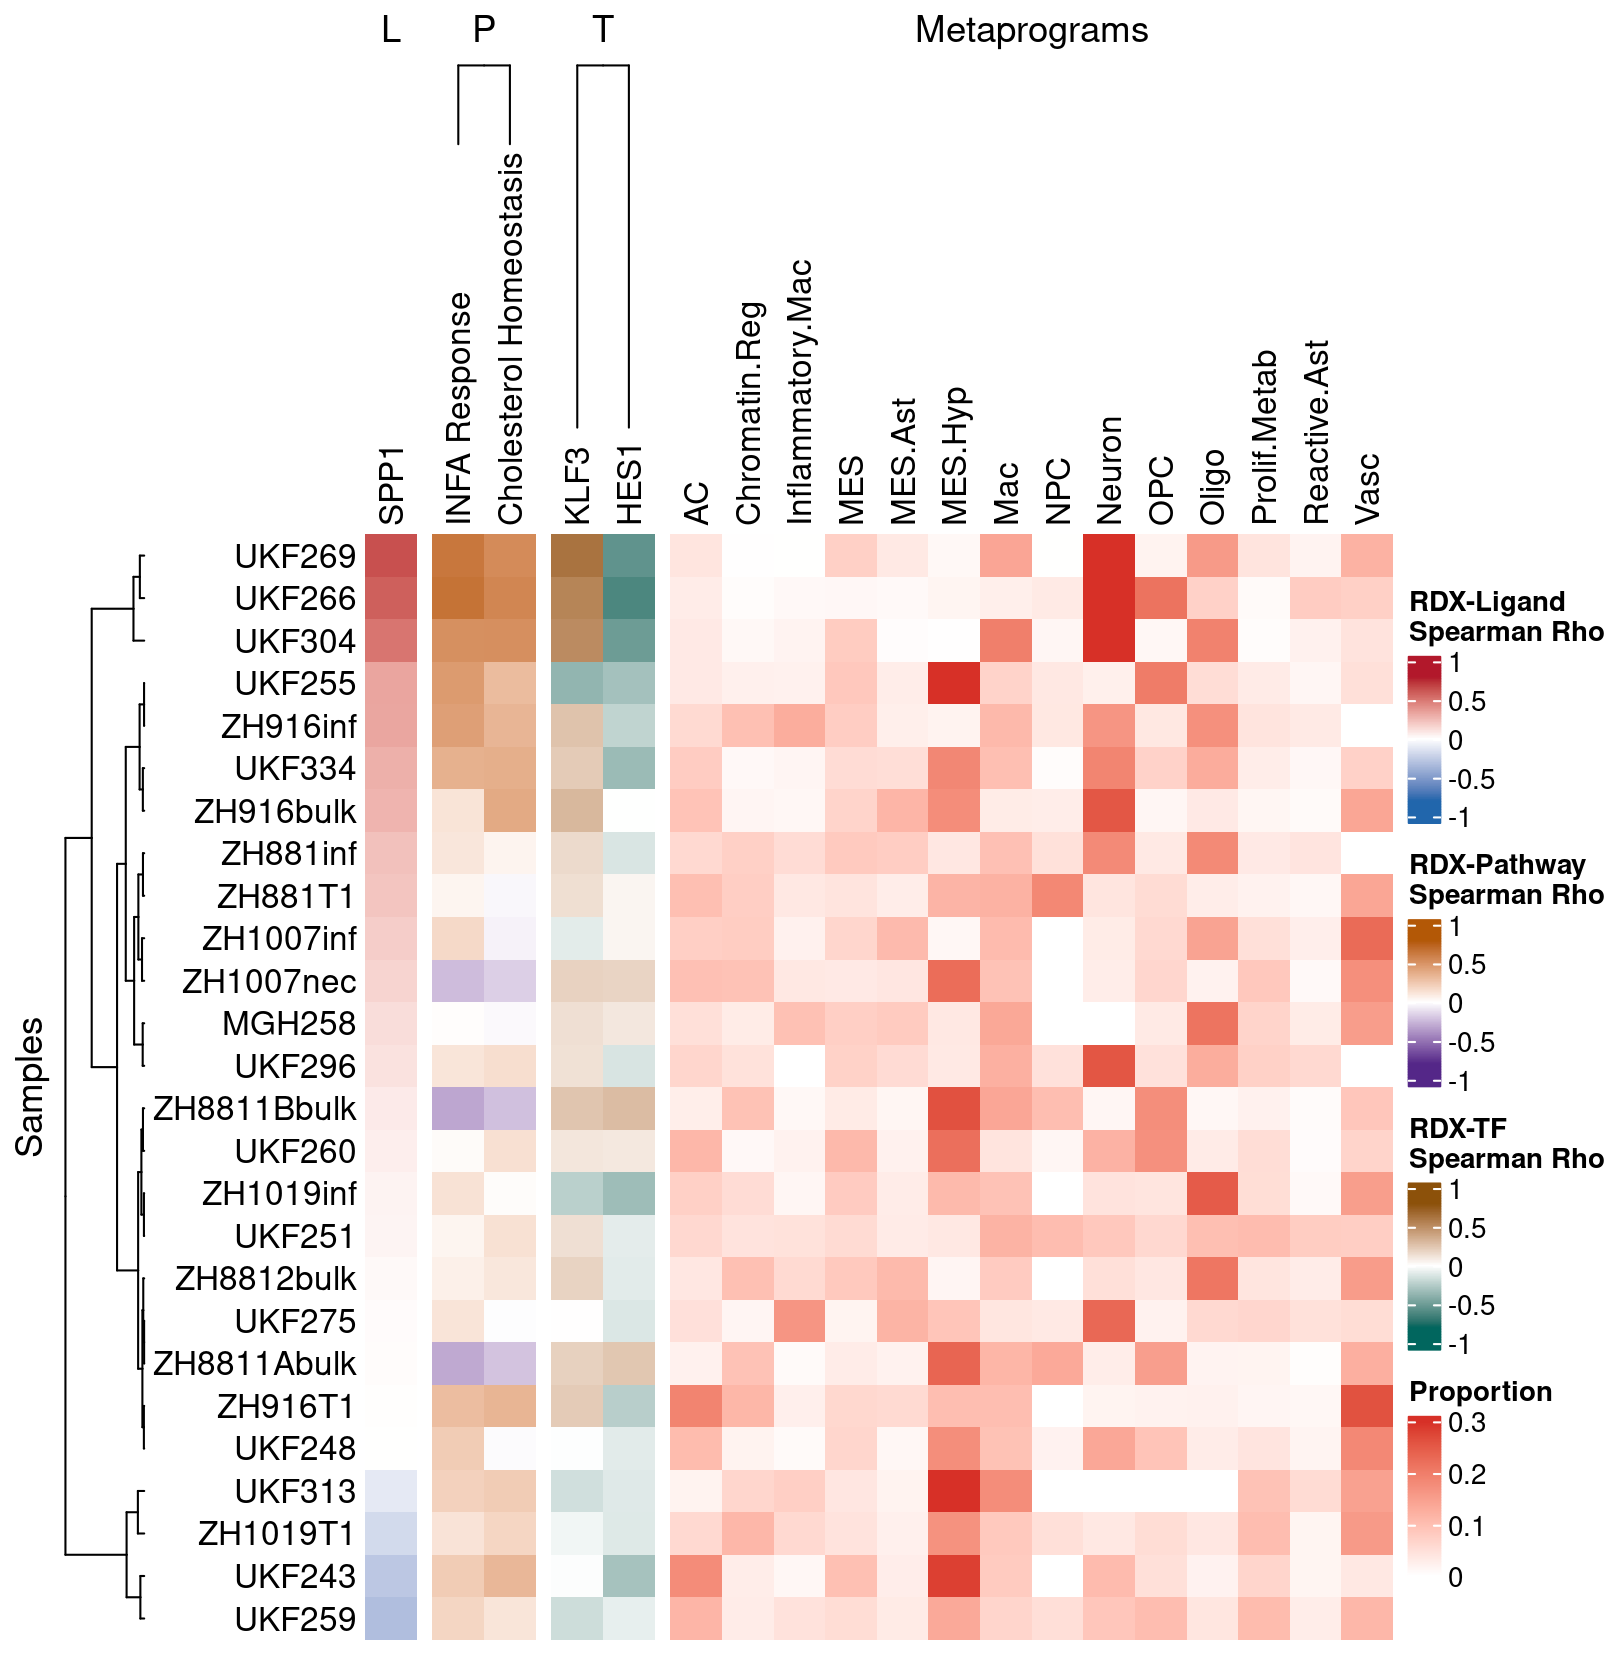 L P T Metaprograms
SPP1
INFA Response
Cholesterol Homeostasis
KLF3
HES1
AC
Chromatin.Reg
Inflammatory.Mac
MES
MES.Ast
MES.Hyp
Mac
NPC
Neuron
OPC
Oligo
Prolif.Metab
Reactive.Ast
Vasc
Samples
UKF269
UKF266
UKF304
UKF255
ZH916inf
UKF334
ZH916bulk
ZH881inf
ZH881T1
ZH1007inf
ZH1007nec
MGH258
UKF296
ZH8811Bbulk
UKF260
ZH1019inf
UKF251
ZH8812bulk
UKF275
ZH8811Abulk
ZH916T1
UKF248
UKF313
ZH1019T1
UKF243
UKF259
RDX-Ligand
Spearman Rho
1
0.5
0
-0.5
-1
RDX-Pathway
Spearman Rho
1
0.5
0
-0.5
-1
RDX-TF
Spearman Rho
1
0.5
0
-0.5
-1
Proportion
0.3
0.2
0.1
0